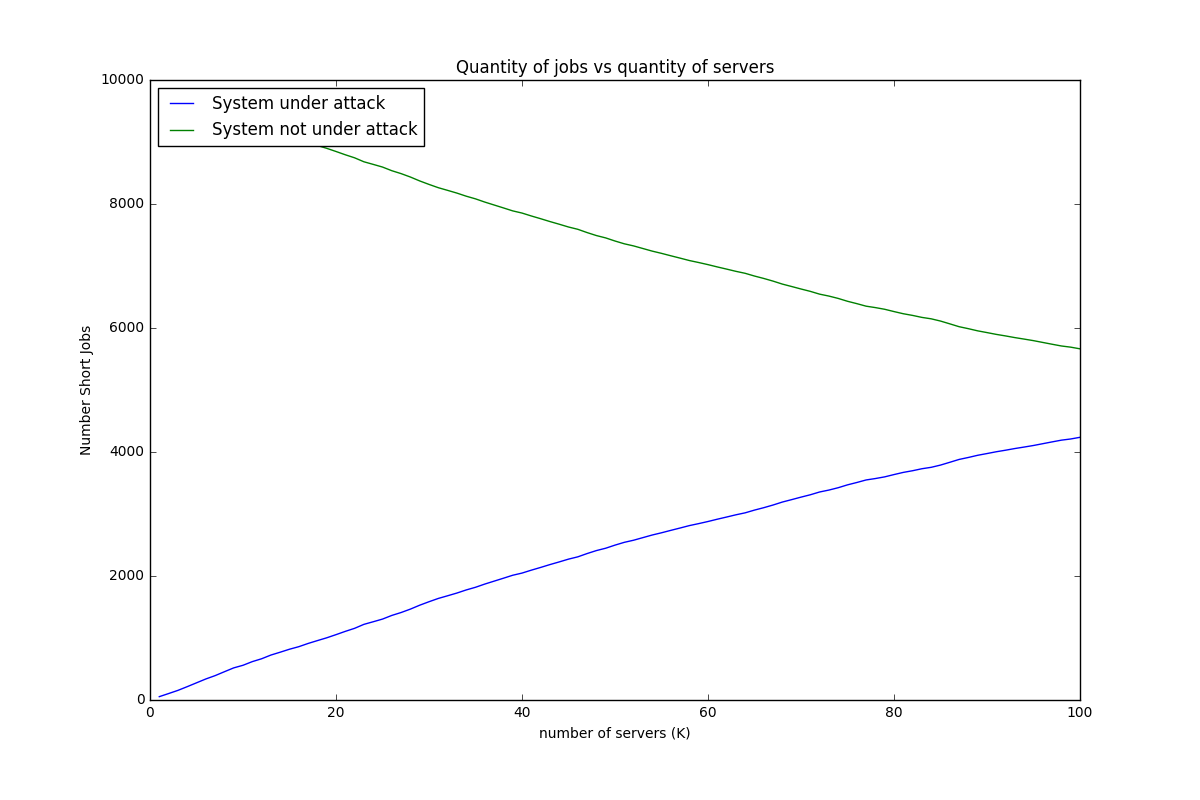 Quantity of jobs vs quantity of servers
10000
System under attack
System not under attack
8000
6000
Number Short Jobs
4000
2000
0
0 20 40 60 80 100
number of servers (K)